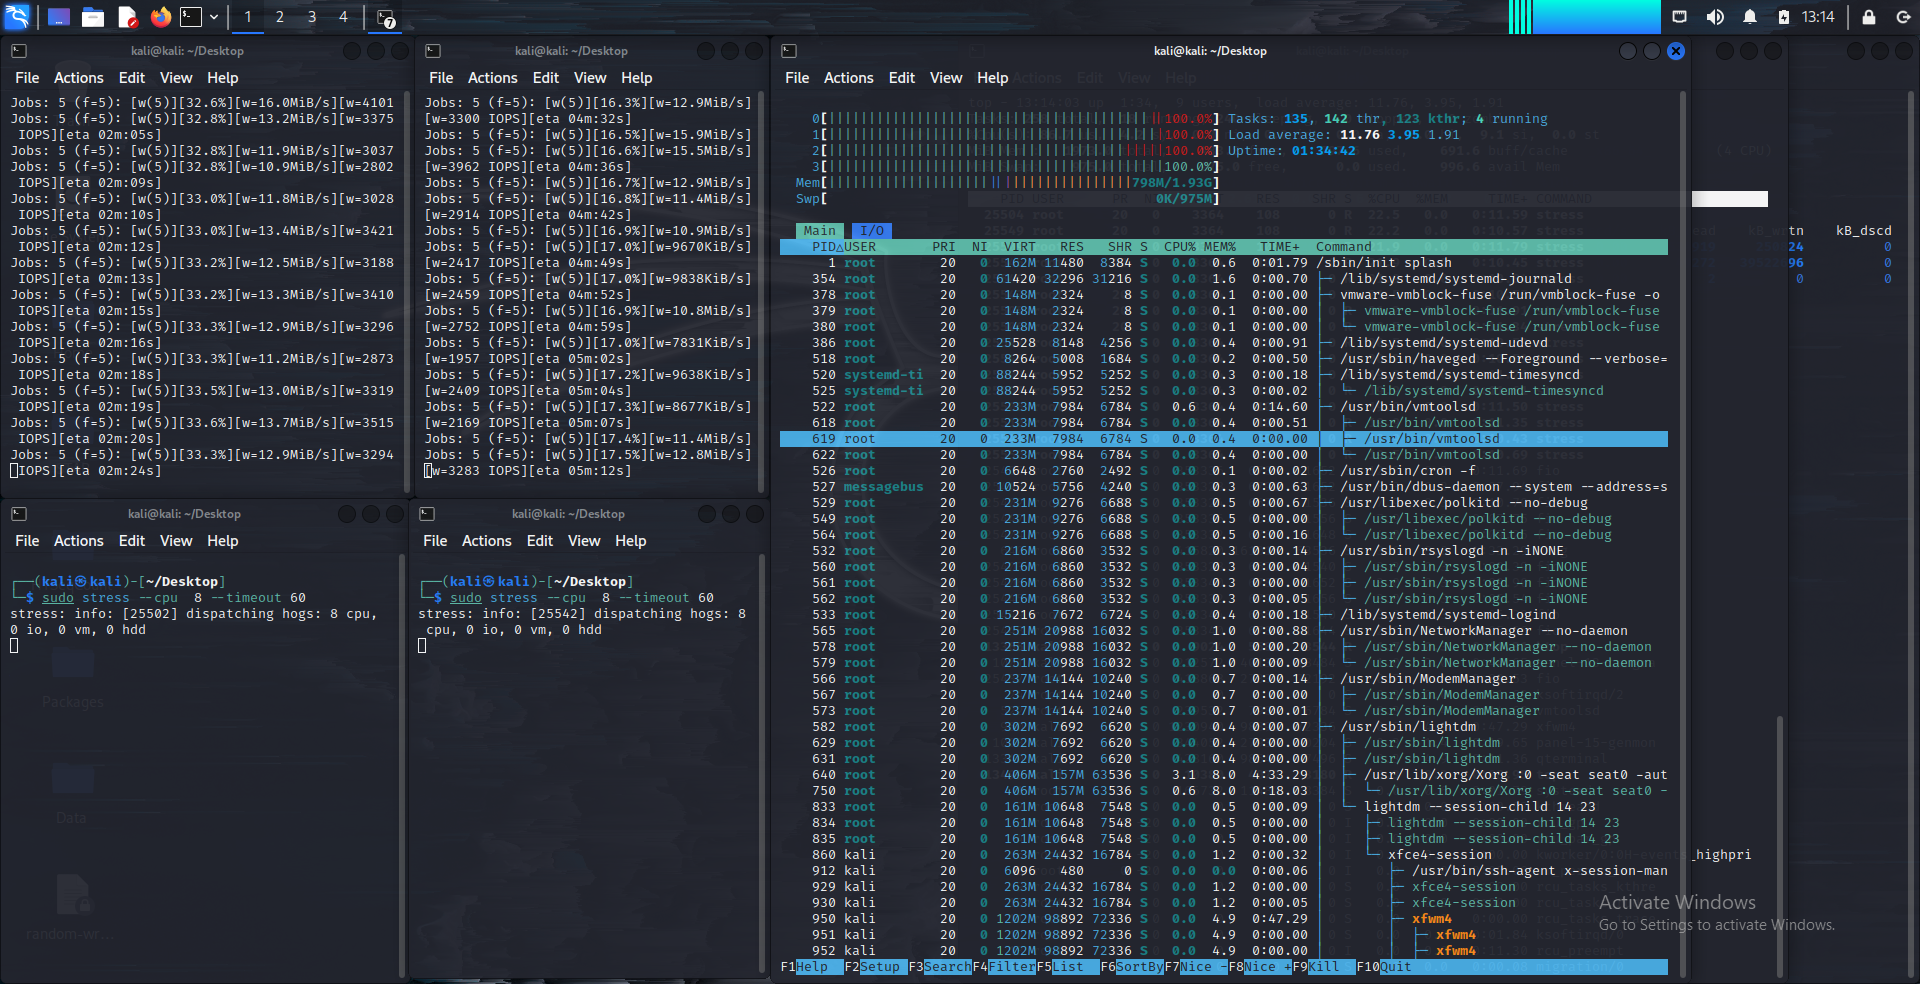 1 2 3 4 7 13:14
kali@kali: ~/Desktop
File Actions Edit View Help
Jobs: 5 (f=5): [w(5)][32.6%][w=16.0MiB/s][w=4101
Jobs: 5 (f=5): [w(5)][32.8%][w=13.2MiB/s][w=3375
IOPS][eta 02m:05s]
Jobs: 5 (f=5): [w(5)][32.8%][w=11.9MiB/s][w=3037
Jobs: 5 (f=5): [w(5)][32.8%][w=10.9MiB/s][w=2802
IOPS][eta 02m:09s]
Jobs: 5 (f=5): [w(5)][33.0%][w=11.8MiB/s][w=3028
IOPS][eta 02m:10s]
Jobs: 5 (f=5): [w(5)][33.0%][w=13.4MiB/s][w=3421
IOPS][eta 02m:12s]
Jobs: 5 (f=5): [w(5)][33.2%][w=12.5MiB/s][w=3188
IOPS][eta 02m:13s]
Jobs: 5 (f=5): [w(5)][33.2%][w=13.3MiB/s][w=3410
IOPS][eta 02m:15s]
Jobs: 5 (f=5): [w(5)][33.3%][w=12.9MiB/s][w=3296
IOPS][eta 02m:16s]
Jobs: 5 (f=5): [w(5)][33.3%][w=11.2MiB/s][w=2873
IOPS][eta 02m:18s]
Jobs: 5 (f=5): [w(5)][33.5%][w=13.0MiB/s][w=3319
IOPS][eta 02m:19s]
Jobs: 5 (f=5): [w(5)][33.6%][w=13.7MiB/s][w=3515
IOPS][eta 02m:20s]
Jobs: 5 (f=5): [w(5)][33.3%][w=12.9MiB/s][w=3294
IOPS][eta 02m:24s]
kali@kali: ~/Desktop
File Actions Edit View Help
Jobs: 5 (f=5): [w(5)][16.3%][w=12.9MiB/s]
[w=3300 IOPS][eta 04m:32s]
Jobs: 5 (f=5): [w(5)][16.5%][w=15.9MiB/s]
Jobs: 5 (f=5): [w(5)][16.6%][w=15.5MiB/s]
[w=3962 IOPS][eta 04m:36s]
Jobs: 5 (f=5): [w(5)][16.7%][w=12.9MiB/s]
Jobs: 5 (f=5): [w(5)][16.8%][w=11.4MiB/s]
[w=2914 IOPS][eta 04m:42s]
Jobs: 5 (f=5): [w(5)][16.9%][w=10.9MiB/s]
Jobs: 5 (f=5): [w(5)][17.0%][w=9670KiB/s]
[w=2417 IOPS][eta 04m:49s]
Jobs: 5 (f=5): [w(5)][17.0%][w=9838KiB/s]
[w=2459 IOPS][eta 04m:52s]
Jobs: 5 (f=5): [w(5)][16.9%][w=10.8MiB/s]
[w=2752 IOPS][eta 04m:59s]
Jobs: 5 (f=5): [w(5)][17.0%][w=7831KiB/s]
[w=1957 IOPS][eta 05m:02s]
Jobs: 5 (f=5): [w(5)][17.2%][w=9638KiB/s]
[w=2409 IOPS][eta 05m:04s]
Jobs: 5 (f=5): [w(5)][17.3%][w=8677KiB/s]
[w=2169 IOPS][eta 05m:07s]
Jobs: 5 (f=5): [w(5)][17.4%][w=11.4MiB/s]
Jobs: 5 (f=5): [w(5)][17.5%][w=12.8MiB/s]
[w=3283 IOPS][eta 05m:12s]
kali@kali: ~/Desktop
File Actions Edit View Help
┌──(kali㉿kali)-[~/Desktop]
└─$ sudo stress --cpu 8 --timeout 60
stress: info: [25502] dispatching hogs: 8 cpu,
0 io, 0 vm, 0 hdd
Packages
Data
random-wr...
kali@kali: ~/Desktop
File Actions Edit View Help
┌──(kali㉿kali)-[~/Desktop]
└─$ sudo stress --cpu 8 --timeout 60
stress: info: [25542] dispatching hogs: 8
cpu, 0 io, 0 vm, 0 hdd
kali@kali: ~/Desktop
File Actions Edit View Help
0[100.0%] Tasks: 135, 142 thr, 123 kthr; 4 running
1[100.0%] Load average: 11.76 3.95 1.91
2[100.0%] Uptime: 01:34:42
3[100.0%]
Mem[798M/1.93G]
Swp[0K/975M]
Main I/O
PID△USER PRI NI VIRT RES SHR S CPU% MEM% TIME+ Command
1 root 20 0 162M 11480 8384 S 0.0 0.6 0:01.79 /sbin/init splash
354 root 20 0 61420 32296 31216 S 0.0 1.6 0:00.70 ├─ /lib/systemd/systemd-journald
378 root 20 0 148M 2324 8 S 0.0 0.1 0:00.00 ├─ vmware-vmblock-fuse /run/vmblock-fuse -o
379 root 20 0 148M 2324 8 S 0.0 0.1 0:00.00 │ ├─ vmware-vmblock-fuse /run/vmblock-fuse
380 root 20 0 148M 2324 8 S 0.0 0.1 0:00.00 │ └─ vmware-vmblock-fuse /run/vmblock-fuse
386 root 20 0 25528 8148 4256 S 0.0 0.4 0:00.91 ├─ /lib/systemd/systemd-udevd
518 root 20 0 8264 5008 1684 S 0.0 0.2 0:00.50 ├─ /usr/sbin/haveged --Foreground --verbose=
520 systemd-ti 20 0 88244 5952 5252 S 0.0 0.3 0:00.18 ├─ /lib/systemd/systemd-timesyncd
525 systemd-ti 20 0 88244 5952 5252 S 0.0 0.3 0:00.02 │ └─ /lib/systemd/systemd-timesyncd
522 root 20 0 233M 7984 6784 S 0.6 0.4 0:14.60 ├─ /usr/bin/vmtoolsd
618 root 20 0 233M 7984 6784 S 0.0 0.4 0:00.51 │ ├─ /usr/bin/vmtoolsd
619 root 20 0 233M 7984 6784 S 0.0 0.4 0:00.00 │ ├─ /usr/bin/vmtoolsd
622 root 20 0 233M 7984 6784 S 0.0 0.4 0:00.00 │ └─ /usr/bin/vmtoolsd
526 root 20 0 6648 2760 2492 S 0.0 0.1 0:00.02 ├─ /usr/sbin/cron -f
527 messagebus 20 0 10524 5756 4240 S 0.0 0.3 0:00.63 ├─ /usr/bin/dbus-daemon --system --address=s
529 root 20 0 231M 9276 6688 S 0.0 0.5 0:00.67 ├─ /usr/libexec/polkitd --no-debug
549 root 20 0 231M 9276 6688 S 0.0 0.5 0:00.00 │ ├─ /usr/libexec/polkitd --no-debug
564 root 20 0 231M 9276 6688 S 0.0 0.5 0:00.16 │ └─ /usr/libexec/polkitd --no-debug
532 root 20 0 216M 6860 3532 S 0.0 0.3 0:00.14 ├─ /usr/sbin/rsyslogd -n -iNONE
560 root 20 0 216M 6860 3532 S 0.0 0.3 0:00.04 │ ├─ /usr/sbin/rsyslogd -n -iNONE
561 root 20 0 216M 6860 3532 S 0.0 0.3 0:00.00 │ ├─ /usr/sbin/rsyslogd -n -iNONE
562 root 20 0 216M 6860 3532 S 0.0 0.3 0:00.05 │ └─ /usr/sbin/rsyslogd -n -iNONE
533 root 20 0 15216 7672 6724 S 0.0 0.4 0:00.18 ├─ /lib/systemd/systemd-logind
565 root 20 0 251M 20988 16032 S 0.0 1.0 0:00.88 ├─ /usr/sbin/NetworkManager --no-daemon
578 root 20 0 251M 20988 16032 S 0.0 1.0 0:00.20 │ ├─ /usr/sbin/NetworkManager --no-daemon
579 root 20 0 251M 20988 16032 S 0.0 1.0 0:00.09 │ └─ /usr/sbin/NetworkManager --no-daemon
566 root 20 0 237M 14144 10240 S 0.0 0.7 0:00.14 ├─ /usr/sbin/ModemManager
567 root 20 0 237M 14144 10240 S 0.0 0.7 0:00.00 │ ├─ /usr/sbin/ModemManager
573 root 20 0 237M 14144 10240 S 0.0 0.7 0:00.01 │ └─ /usr/sbin/ModemManager
582 root 20 0 302M 7692 6620 S 0.0 0.4 0:00.07 ├─ /usr/sbin/lightdm
629 root 20 0 302M 7692 6620 S 0.0 0.4 0:00.00 │ ├─ /usr/sbin/lightdm
631 root 20 0 302M 7692 6620 S 0.0 0.4 0:00.00 │ ├─ /usr/sbin/lightdm
640 root 20 0 406M 157M 63536 S 3.1 8.0 4:33.29 │ ├─ /usr/lib/xorg/Xorg :0 -seat seat0 -aut
750 root 20 0 406M 157M 63536 S 0.6 8.0 0:18.03 │ │ └─ /usr/lib/xorg/Xorg :0 -seat seat0 -
833 root 20 0 161M 10648 7548 S 0.0 0.5 0:00.09 │ └─ lightdm --session-child 14 23
834 root 20 0 161M 10648 7548 S 0.0 0.5 0:00.00 │ ├─ lightdm --session-child 14 23
835 root 20 0 161M 10648 7548 S 0.0 0.5 0:00.00 │ ├─ lightdm --session-child 14 23
860 kali 20 0 263M 24432 16784 S 0.0 1.2 0:00.32 │ └─ xfce4-session
912 kali 20 0 6096 480 0 S 0.0 0.0 0:00.06 │ ├─ /usr/bin/ssh-agent x-session-man
929 kali 20 0 263M 24432 16784 S 0.0 1.2 0:00.00 │ ├─ xfce4-session
930 kali 20 0 263M 24432 16784 S 0.0 1.2 0:00.05 │ ├─ xfce4-session
950 kali 20 0 1202M 98892 72336 S 0.0 4.9 0:47.29 │ ├─ xfwm4
951 kali 20 0 1202M 98892 72336 S 0.0 4.9 0:00.00 │ │ ├─ xfwm4
952 kali 20 0 1202M 98892 72336 S 0.0 4.9 0:00.00 │ │ ├─ xfwm4
F1Help F2Setup F3SearchF4FilterF5List F6SortByF7Nice -F8Nice +F9Kill F10Quit
tn kB_dscd
24 0
96 0
0 0
_highpri
Activate Windows
Go to Settings to activate Windows.